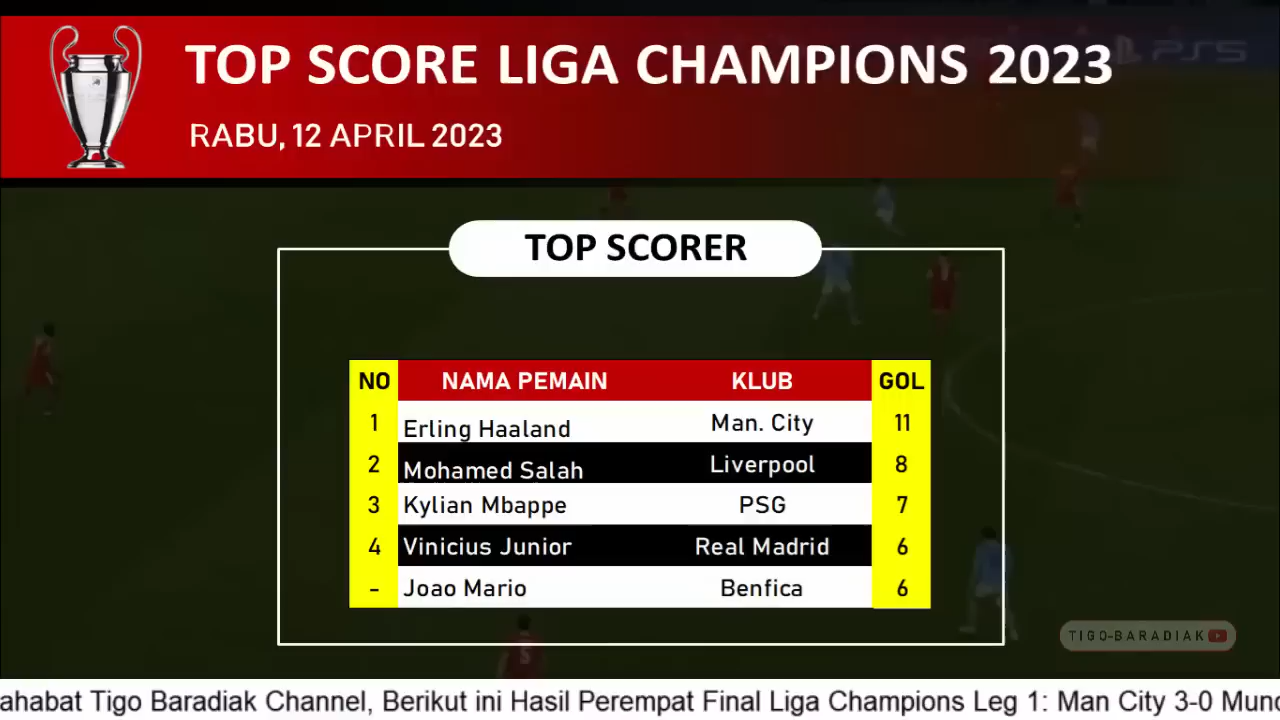 TOP SCORE LIGA CHAMPIONS 2023
PS5
RABU, 12 APRIL 2023
TOP SCORER
NO NAMA PEMAIN KLUB GOL
1 Erling Haaland Man. City 11
2 Mohamed Salah Liverpool 8
3 Kylian Mbappe PSG 7
4 Vinicius Junior Real Madrid 6
- Joao Mario Benfica 6
5
TIGO-BARADIAK
ahabat Tigo Baradiak Channel, Berikut ini Hasil Perempat Final Liga Champions Leg 1: Man City 3-0 Mun